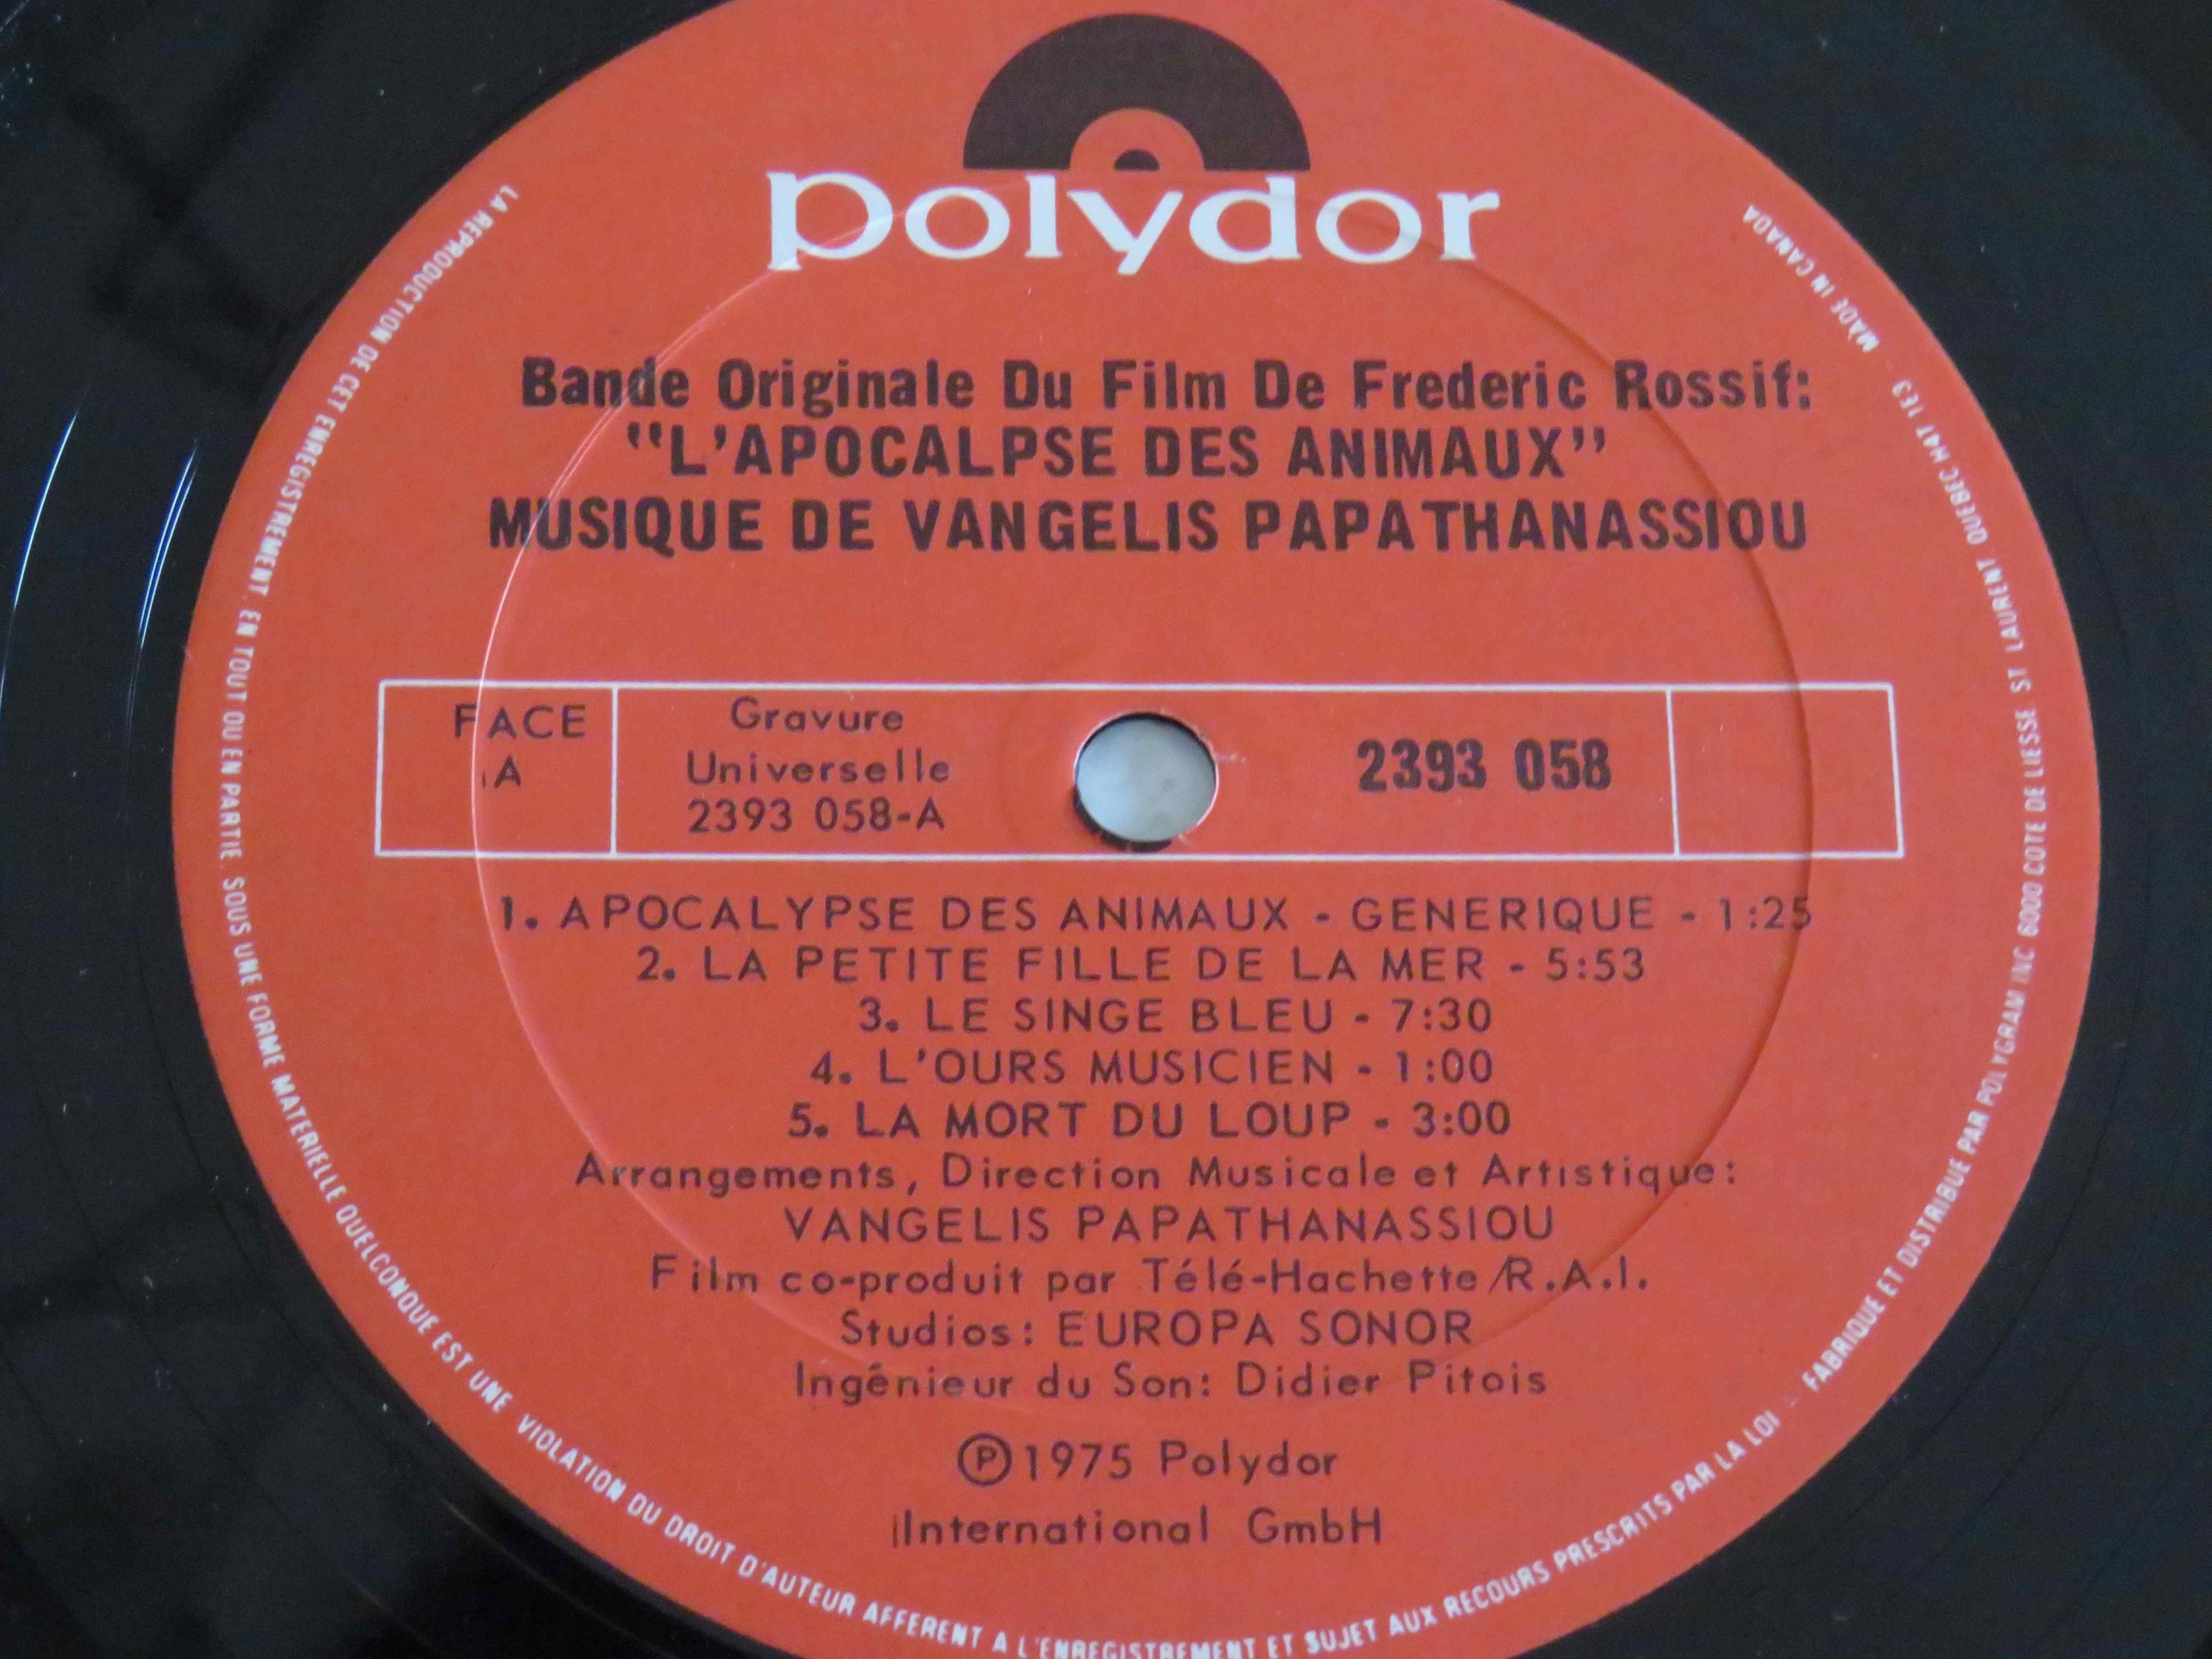 polydor
Bande Originale Du Film De Frederic Rossif:
"L'APOCALPSE DES ANIMAUX"
MUSIQUE DE VANGELIS PAPATHANASSIOU
FACE
A
Gravure
Universelle
2393 058-A
2393 058
1. APOCALYPSE DES ANIMAUX - GENERIQUE - 1:25
2. LA PETITE FILLE DE LA MER - 5:53
3. LE SINGE BLEU - 7:30
4. L'OURS MUSICIEN - 1:00
5. LA MORT DU LOUP - 3:00
Arrangements, Direction Musicale et Artistique:
VANGELIS PAPATHANASSIOU
Film co-produit par Télé-Hachette/R.A.I.
Studios: EUROPA SONOR
Ingénieur du Son: Didier Pitois
℗1975 Polydor
International GmbH
LA REPRODUCTION DE CET ENREGISTREMENT, EN TOUT OU EN PARTIE, SOUS UNE FORME MATERIELLE QUELCONQUE EST UNE VIOLATION DU DROIT D'AUTEUR AFFERENT A L'ENREGISTREMENT ET SUJET AUX RECOURS PRESCRITS PAR LA LOI - FABRIQUE ET DISTRIBUE PAR POLYGRAM INC 6000 COTE DE LIESSE ST LAURENT QUEBEC H4T 1E3 - MADE IN CANADA